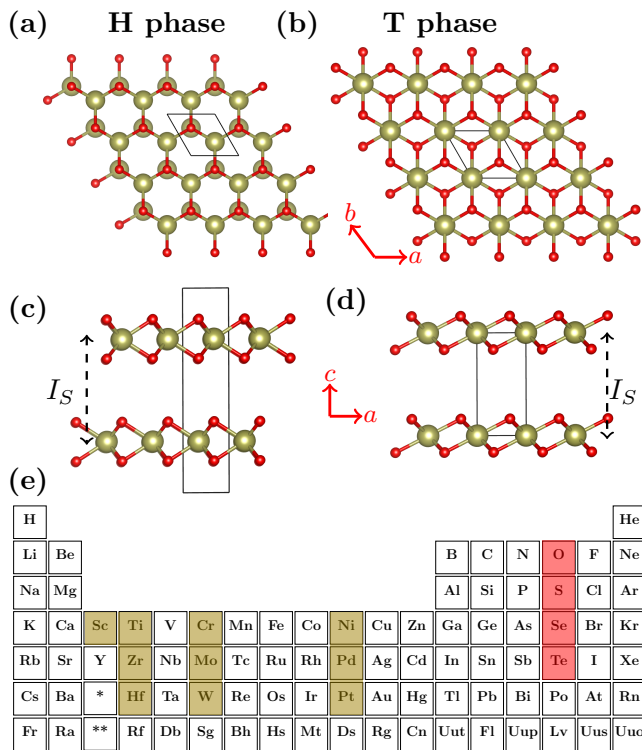 (a) H phase (b) T phase
b
a
(c) (d)
I_S c I_S
a
(e)
H He
Li Be B C N O F Ne
Na Mg Al Si P S Cl Ar
K Ca Sc Ti V Cr Mn Fe Co Ni Cu Zn Ga Ge As Se Br Kr
Rb Sr Y Zr Nb Mo Tc Ru Rh Pd Ag Cd In Sn Sb Te I Xe
Cs Ba * Hf Ta W Re Os Ir Pt Au Hg Tl Pb Bi Po At Rn
Fr Ra ** Rf Db Sg Bh Hs Mt Ds Rg Cn Uut Fl Uup Lv Uus Uuo